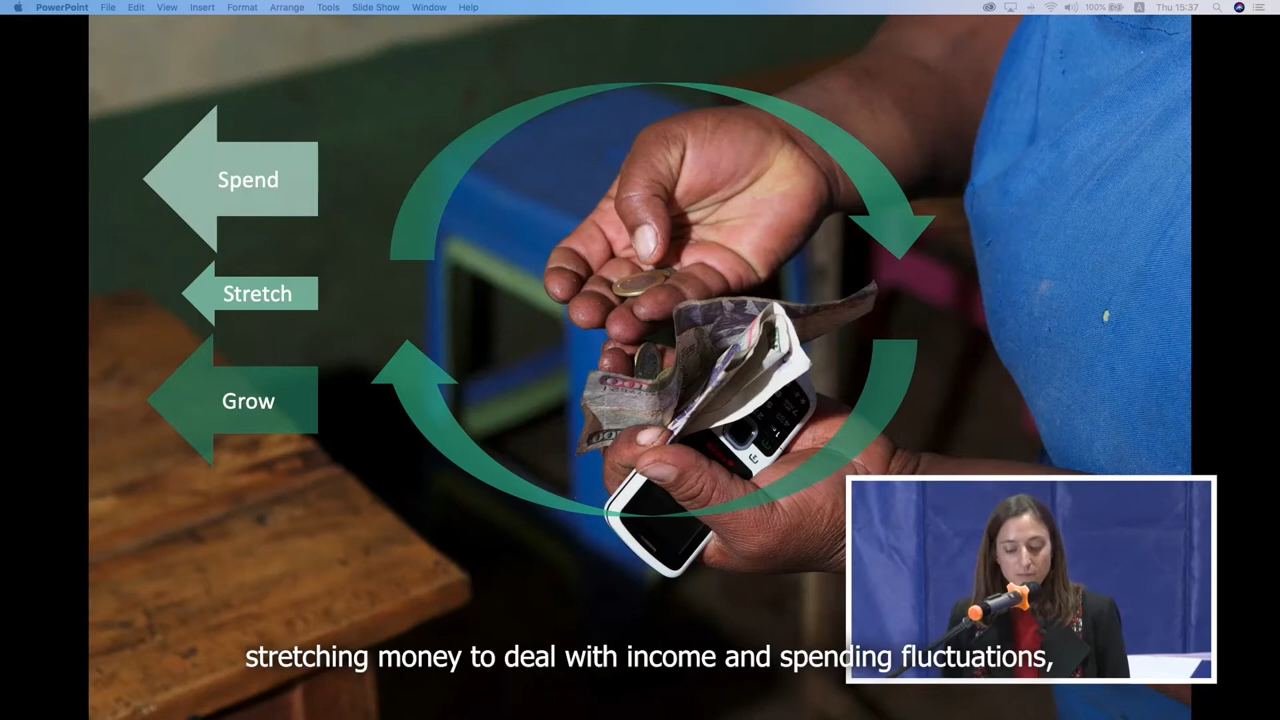 PowerPoint File Edit View Insert Format Arrange Tools Slide Show Window Help 100% A Thu 15:37
Spend
Stretch
Grow
100
stretching money to deal with income and spending fluctuations,